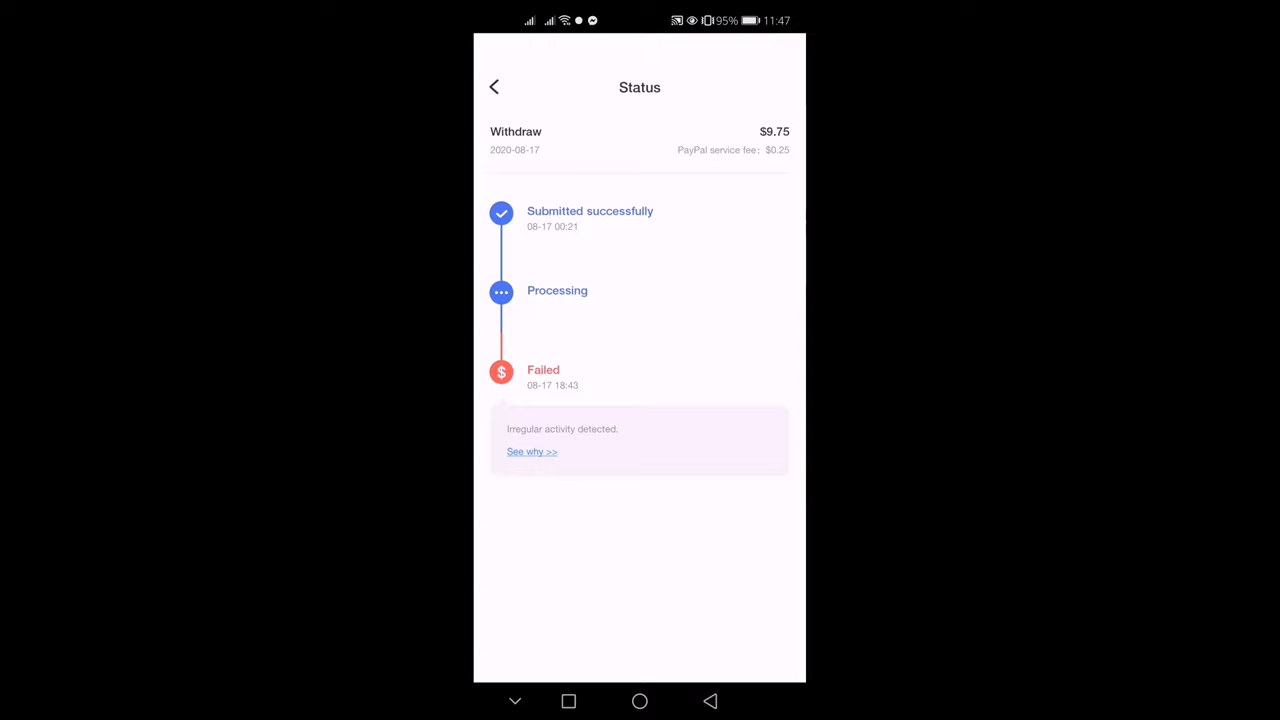 95% 11:47
Status
Withdraw $9.75
2020-08-17 PayPal service fee: $0.25
Submitted successfully
08-17 00:21
Processing
Failed
08-17 18:43
Irregular activity detected.
See why >>